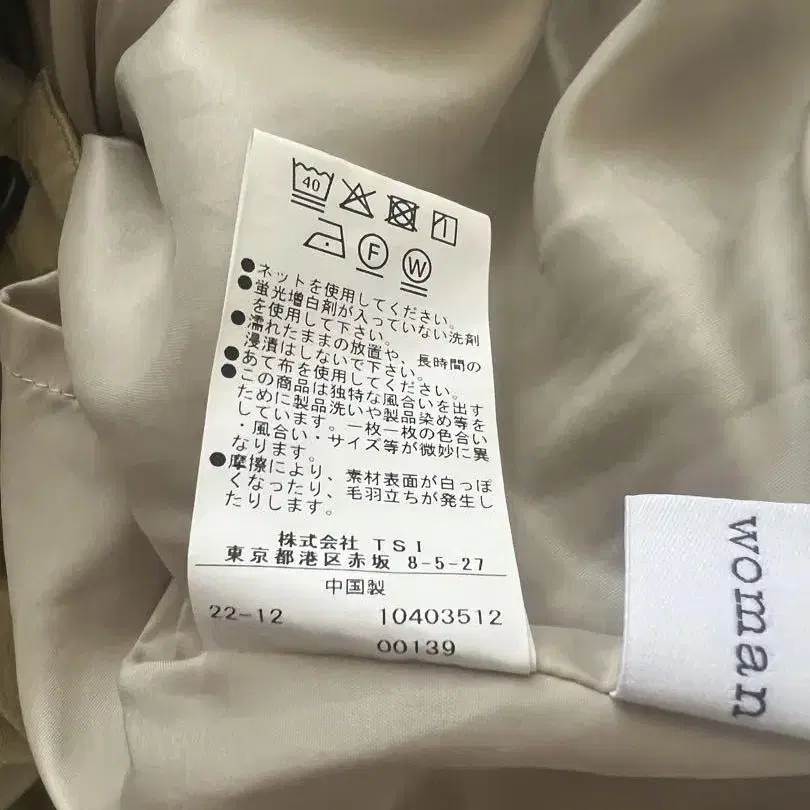 40
F W
●ネットを使用してください。
●蛍光増白剤が入っていない洗剤
を使用して下さい。
●濡れたままの放置や、長時間の
浸漬はしないで下さい。
●あて布を使用してください。
●この商品は独特な風合いを出す
ために製品洗いや製品染め等を
しています。一枚一枚の色合い
・風合い・サイズ等が微妙に異
なります。
●摩擦により、素材表面が白っぽ
くなったり、毛羽立ちが発生し
たりします。
株式会社 TSI
東京都港区赤坂 8-5-27
中国製
22-12 10403512
00139
woman